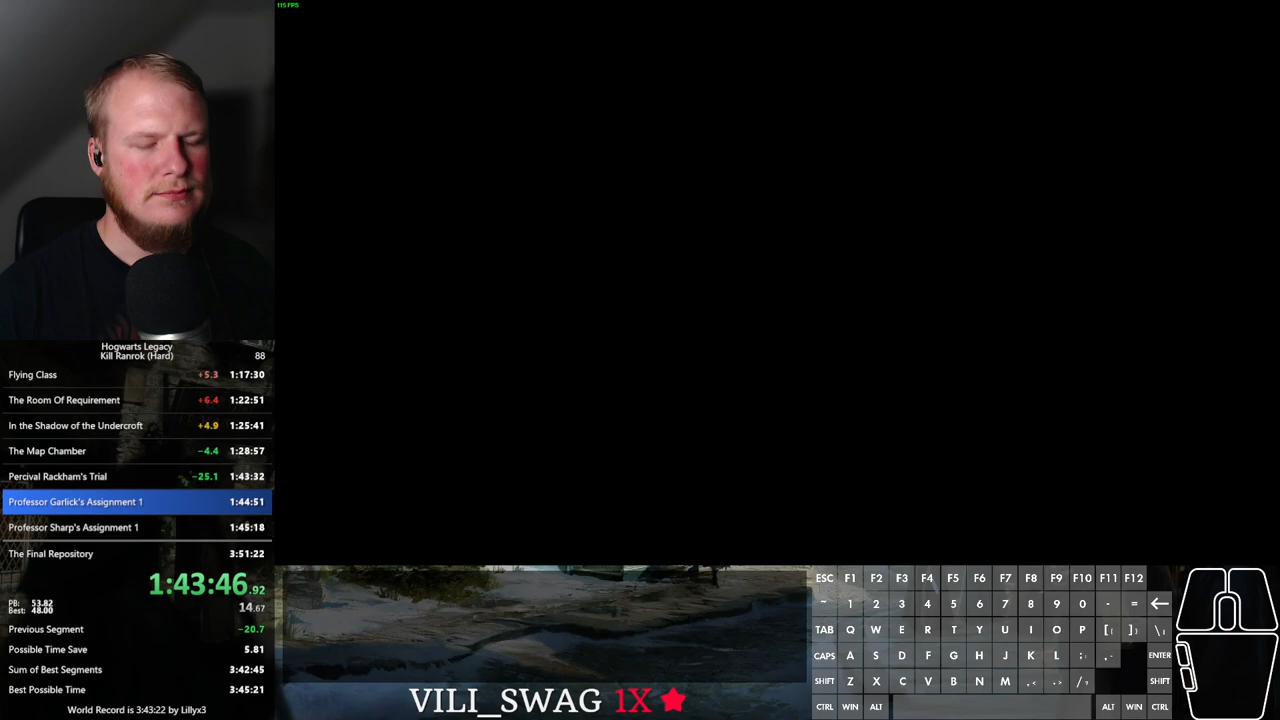 115 FPS
Hogwarts Legacy
Kill Ranrok (Hard) 88
Flying Class +5.3 1:17:30
The Room Of Requirement +6.4 1:22:51
In the Shadow of the Undercroft +4.9 1:25:41
The Map Chamber -4.4 1:28:57
Percival Rackham's Trial -25.1 1:43:32
Professor Garlick's Assignment 1 1:44:51
Professor Sharp's Assignment 1 1:45:18
The Final Repository 3:51:22
1:43:46.92
PB: 53.82
Best: 48.00 14.67
Previous Segment -20.7
Possible Time Save 5.81
Sum of Best Segments 3:42:45
Best Possible Time 3:45:21
World Record is 3:43:22 by Lillyx3
VILI_SWAG 1X
ESC F1 F2 F3 F4 F5 F6 F7 F8 F9 F10 F11 F12
~ 1 2 3 4 5 6 7 8 9 0 - = ←
TAB Q W E R T Y U I O P [{ ]} \|
CAPS A S D F G H J K L ;: ,- ENTER
SHIFT Z X C V B N M ,< .> /? SHIFT
CTRL WIN ALT ALT WIN CTRL